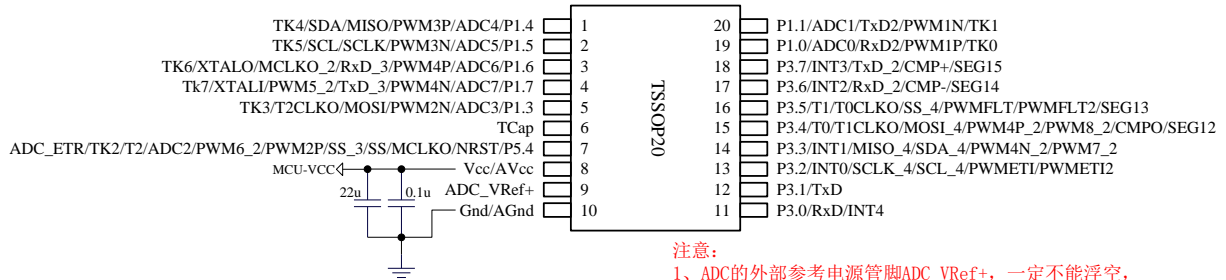 TK4/SDA/MISO/PWM3P/ADC4/P1.4 1 20 P1.1/ADC1/TxD2/PWM1N/TK1
TK5/SCL/SCLK/PWM3N/ADC5/P1.5 2 19 P1.0/ADC0/RxD2/PWM1P/TK0
TK6/XTALO/MCLKO_2/RxD_3/PWM4P/ADC6/P1.6 3 18 P3.7/INT3/TxD_2/CMP+/SEG15
Tk7/XTALI/PWM5_2/TxD_3/PWM4N/ADC7/P1.7 4 17 P3.6/INT2/RxD_2/CMP-/SEG14
TK3/T2CLKO/MOSI/PWM2N/ADC3/P1.3 5 16 P3.5/T1/T0CLKO/SS_4/PWMFLT/PWMFLT2/SEG13
TCap 6 15 P3.4/T0/T1CLKO/MOSI_4/PWM4P_2/PWM8_2/CMPO/SEG12
ADC_ETR/TK2/T2/ADC2/PWM6_2/PWM2P/SS_3/SS/MCLKO/NRST/P5.4 7 14 P3.3/INT1/MISO_4/SDA_4/PWM4N_2/PWM7_2
MCU-VCC Vcc/AVcc 8 13 P3.2/INT0/SCLK_4/SCL_4/PWMETI/PWMETI2
22u 0.1u ADC_VRef+ 9 12 P3.1/TxD
Gnd/AGnd 10 11 P3.0/RxD/INT4
TSSOP20
注意:
1、ADC的外部参考电源管脚ADC_VRef+，一定不能浮空，